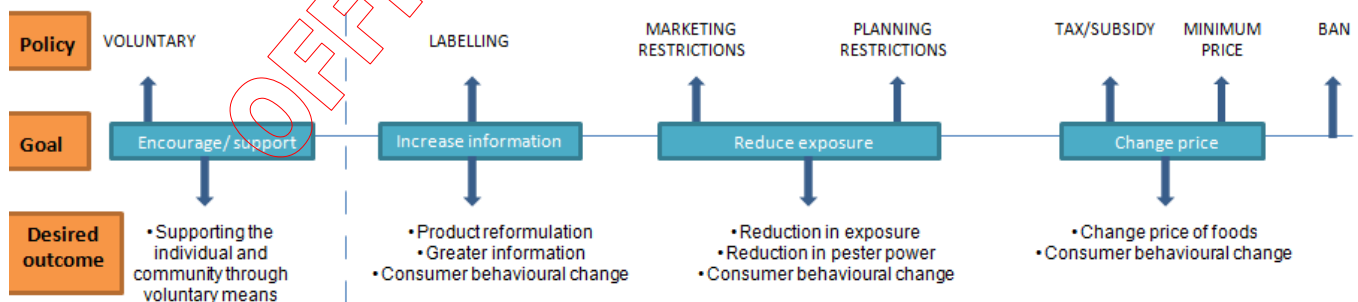 Policy
VOLUNTARY
LABELLING
MARKETING
RESTRICTIONS
PLANNING
RESTRICTIONS
TAX/SUBSIDY
MINIMUM
PRICE
BAN
Goal
Encourage/ support
Increase information
Reduce exposure
Change price
Desired
outcome
•Supporting the
individual and
community through
voluntary means
•Product reformulation
•Greater information
•Consumer behavioural change
•Reduction in exposure
•Reduction in pester power
•Consumer behavioural change
•Change price of foods
•Consumer behavioural change